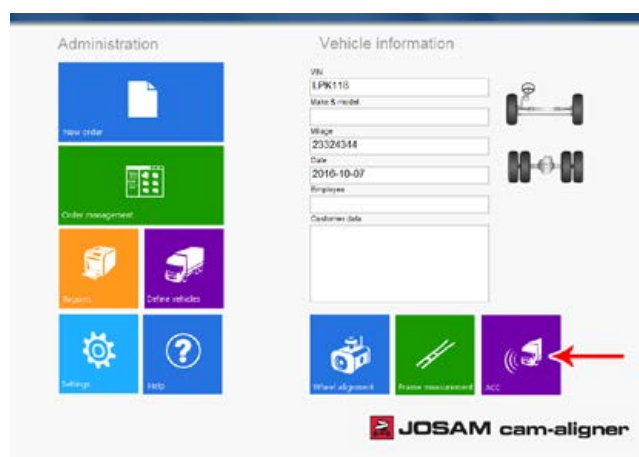 Administration
New order
Order management
Reports
Define vehicles
Settings
Help
Vehicle information
VIN
LPK118
Make & model
Milage
23324344
Date
2016-10-07
Employee
Customer data
Wheel alignment
Frame measurement
ACC
JOSAM cam-aligner